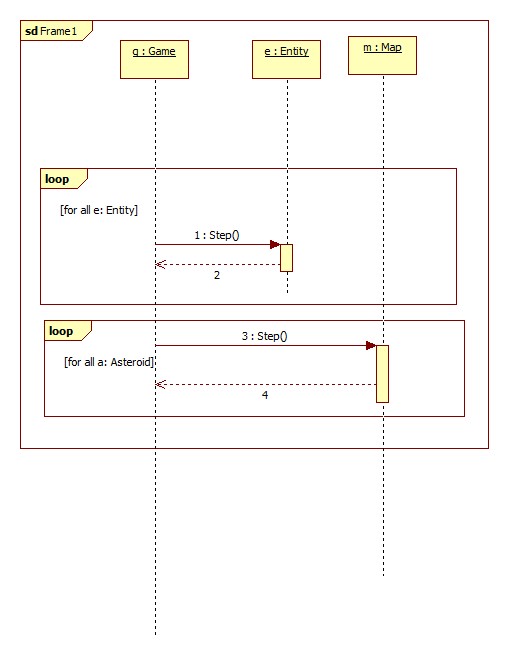 sd Frame1
g : Game
e : Entity
m : Map
loop
[for all e: Entity]
1 : Step()
2
loop
3 : Step()
[for all a: Asteroid]
4